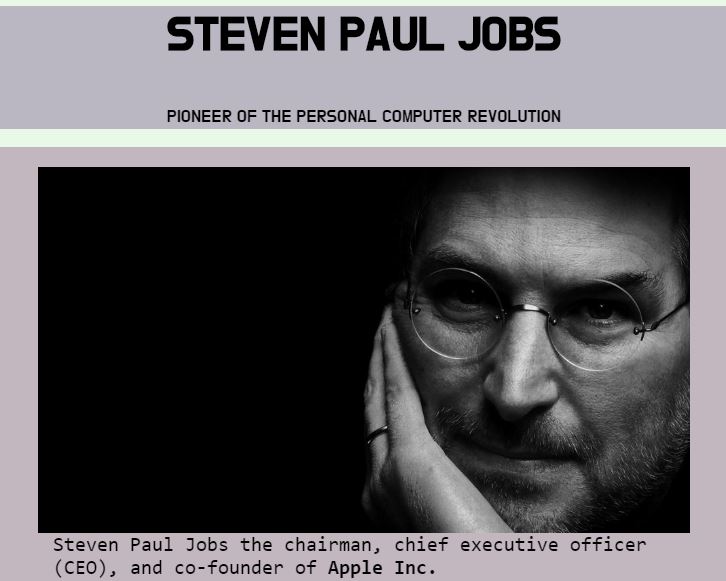 STEVEN PAUL JOBS
PIONEER OF THE PERSONAL COMPUTER REVOLUTION
Steven Paul Jobs the chairman, chief executive officer
(CEO), and co-founder of Apple Inc.